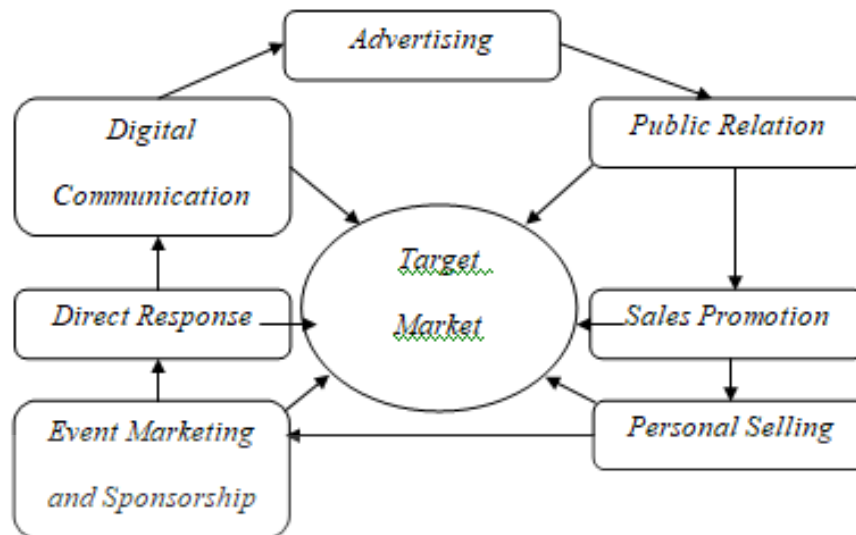 Advertising
Digital
Communication
Public Relation
Target
Market
Direct Response
Sales Promotion
Event Marketing
and Sponsorship
Personal Selling